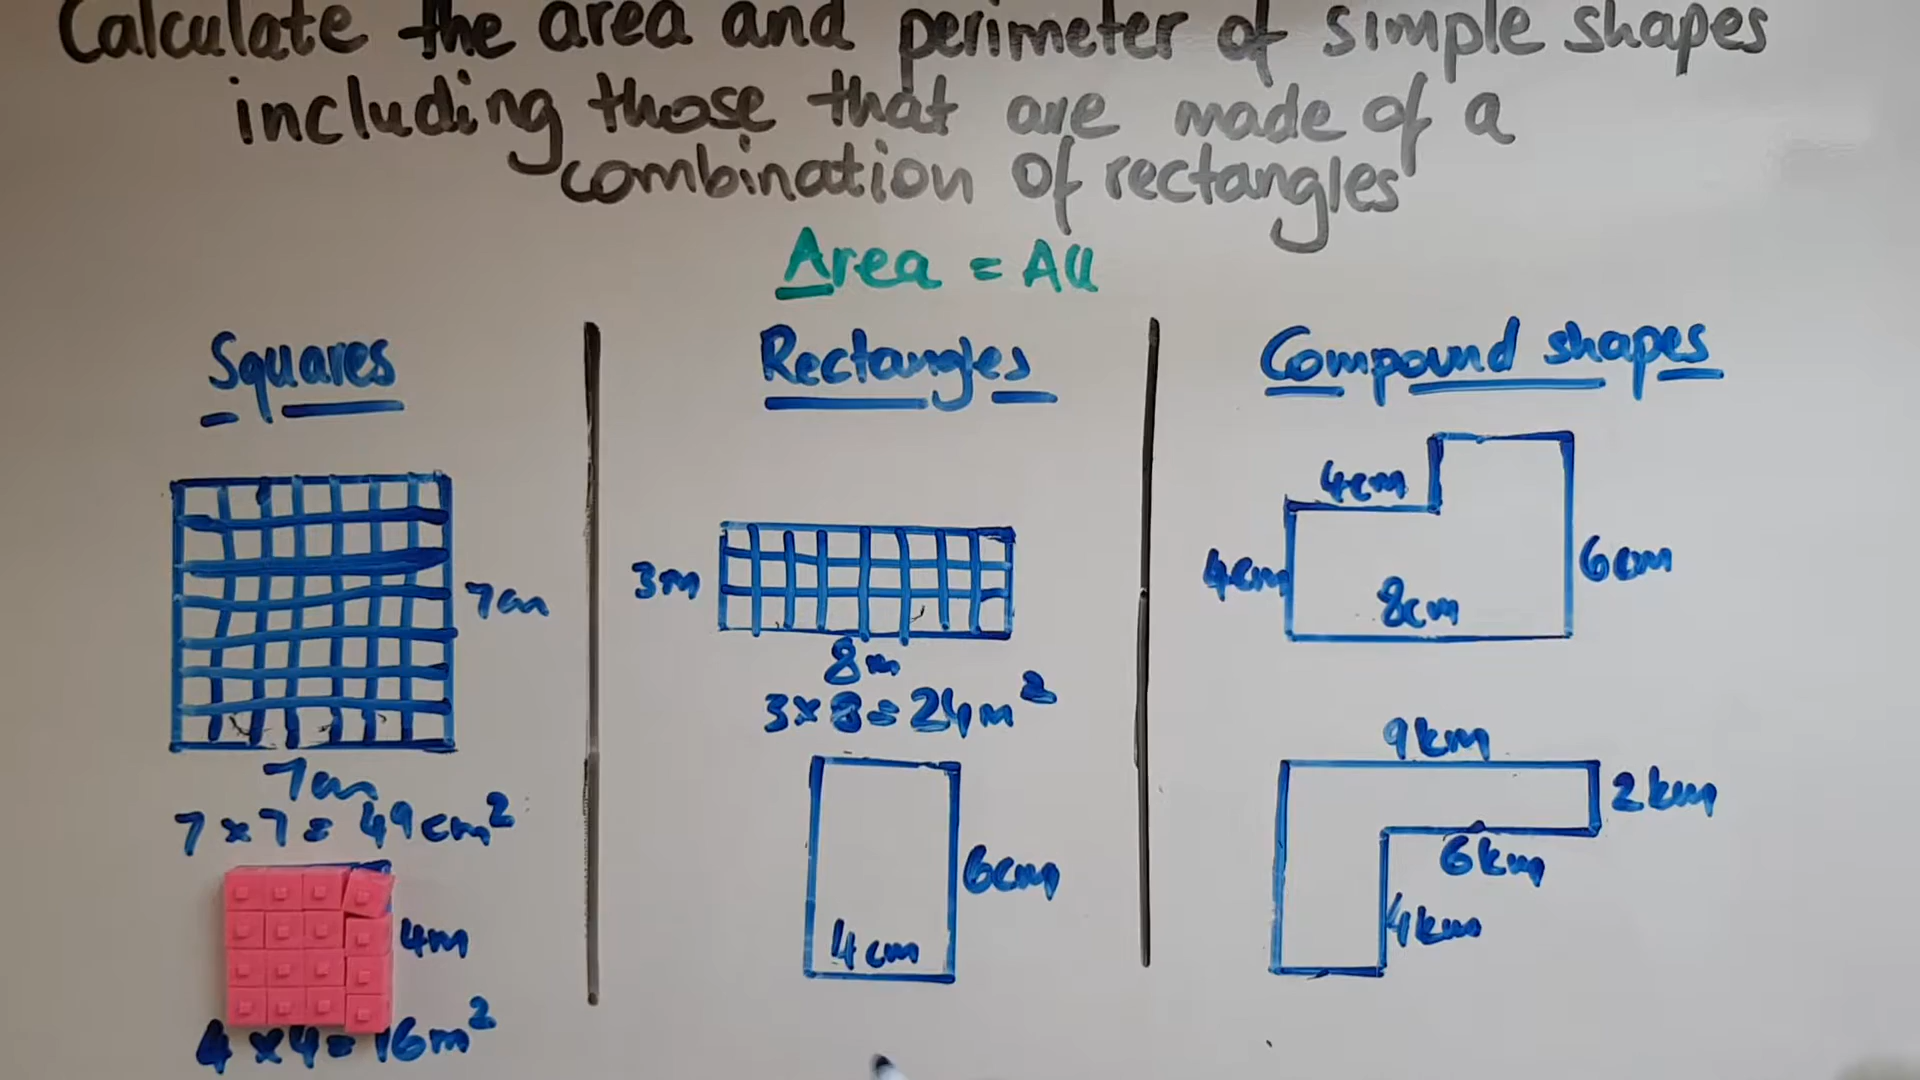 Calculate the area and perimeter of simple shapes
including those that are made of a
combination of rectangles
Area = All
Squares
7cm
7cm
7 x 7 = 49cm²
4m
4 x 4 = 16m²
Rectangles
3m
8m
3 x 8 = 24m²
6cm
4cm
Compound shapes
4cm
4cm
6cm
8cm
9km
2km
6km
4km